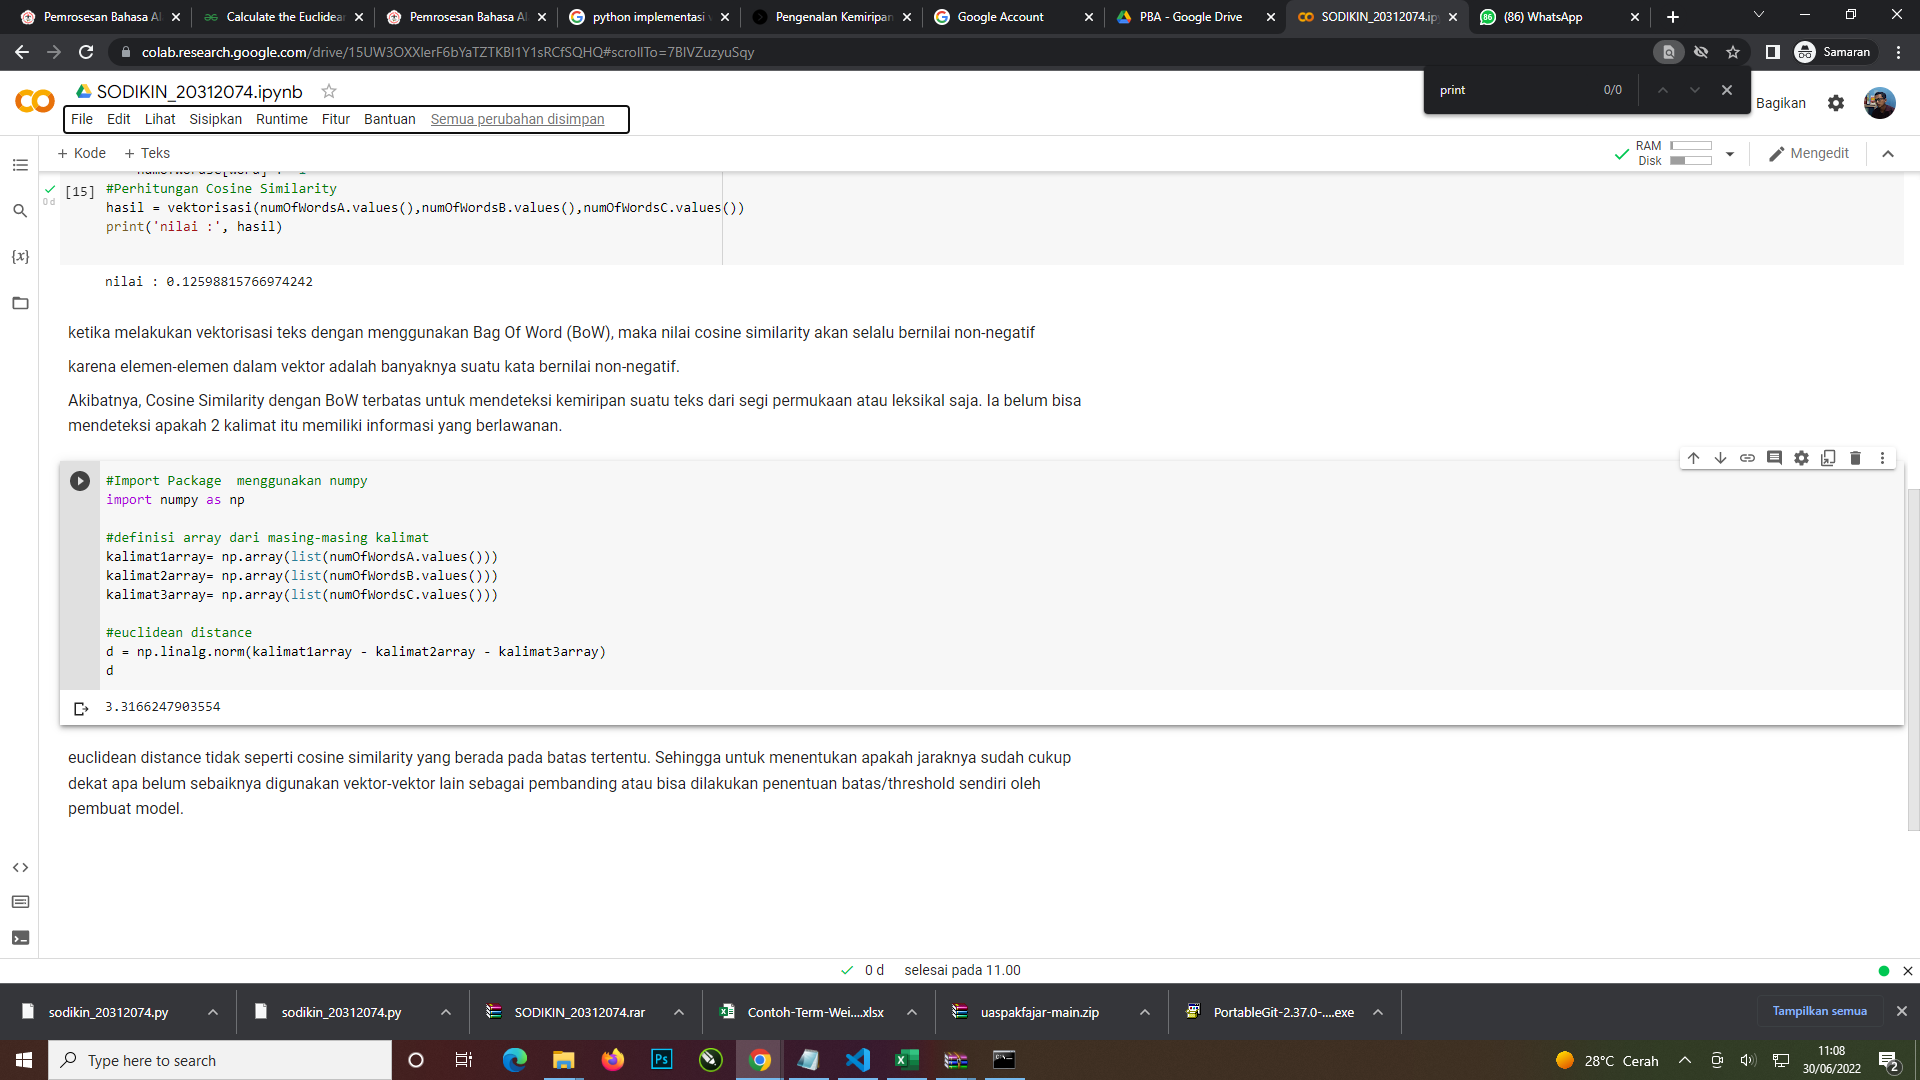 Pemrosesan Bahasa Al
Calculate the Euclidean
Pemrosesan Bahasa Al
python implementasi
Pengenalan Kemiripan
Google Account
PBA - Google Drive
SODIKIN_20312074.ip
(86) WhatsApp
colab.research.google.com/drive/15UW3OXXlerF6bYaTZTKBI1Y1sRCfSQHQ#scrollTo=7BlVZuzyuSqy
Samaran
print
0/0
SODIKIN_20312074.ipynb
Bagikan
File Edit Lihat Sisipkan Runtime Fitur Bantuan Semua perubahan disimpan
+ Kode + Teks
RAM
Disk
Mengedit
[15]
0 d
#Perhitungan Cosine Similarity
hasil = vektorisasi(numOfWordsA.values(),numOfWordsB.values(),numOfWordsC.values())
print('nilai :', hasil)
{x}
nilai : 0.12598815766974242
ketika melakukan vektorisasi teks dengan menggunakan Bag Of Word (BoW), maka nilai cosine similarity akan selalu bernilai non-negatif
karena elemen-elemen dalam vektor adalah banyaknya suatu kata bernilai non-negatif.
Akibatnya, Cosine Similarity dengan BoW terbatas untuk mendeteksi kemiripan suatu teks dari segi permukaan atau leksikal saja. Ia belum bisa
mendeteksi apakah 2 kalimat itu memiliki informasi yang berlawanan.
#Import Package  menggunakan numpy
import numpy as np
#definisi array dari masing-masing kalimat
kalimat1array= np.array(list(numOfWordsA.values()))
kalimat2array= np.array(list(numOfWordsB.values()))
kalimat3array= np.array(list(numOfWordsC.values()))
#euclidean distance
d = np.linalg.norm(kalimat1array - kalimat2array - kalimat3array)
d
3.3166247903554
euclidean distance tidak seperti cosine similarity yang berada pada batas tertentu. Sehingga untuk menentukan apakah jaraknya sudah cukup
dekat apa belum sebaiknya digunakan vektor-vektor lain sebagai pembanding atau bisa dilakukan penentuan batas/threshold sendiri oleh
pembuat model.
0 d selesai pada 11.00
sodikin_20312074.py
sodikin_20312074.py
SODIKIN_20312074.rar
Contoh-Term-Wei....xlsx
uaspakfajar-main.zip
PortableGit-2.37.0-....exe
Tampilkan semua
Type here to search
Ps
28°C Cerah
11:08
30/06/2022
2